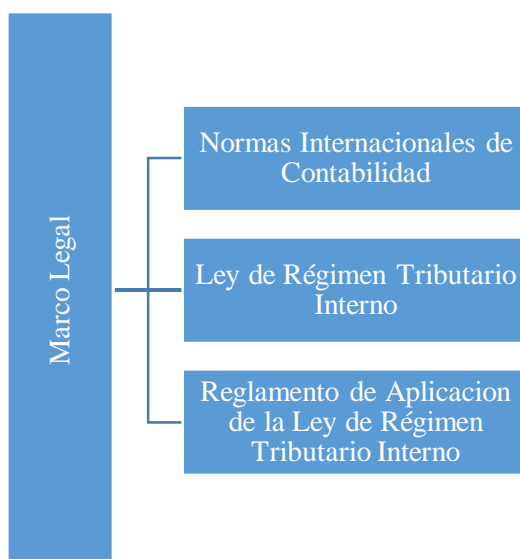 Marco Legal
Normas Internacionales de
Contabilidad
Ley de Régimen Tributario
Interno
Reglamento de Aplicacion
de la Ley de Régimen
Tributario Interno